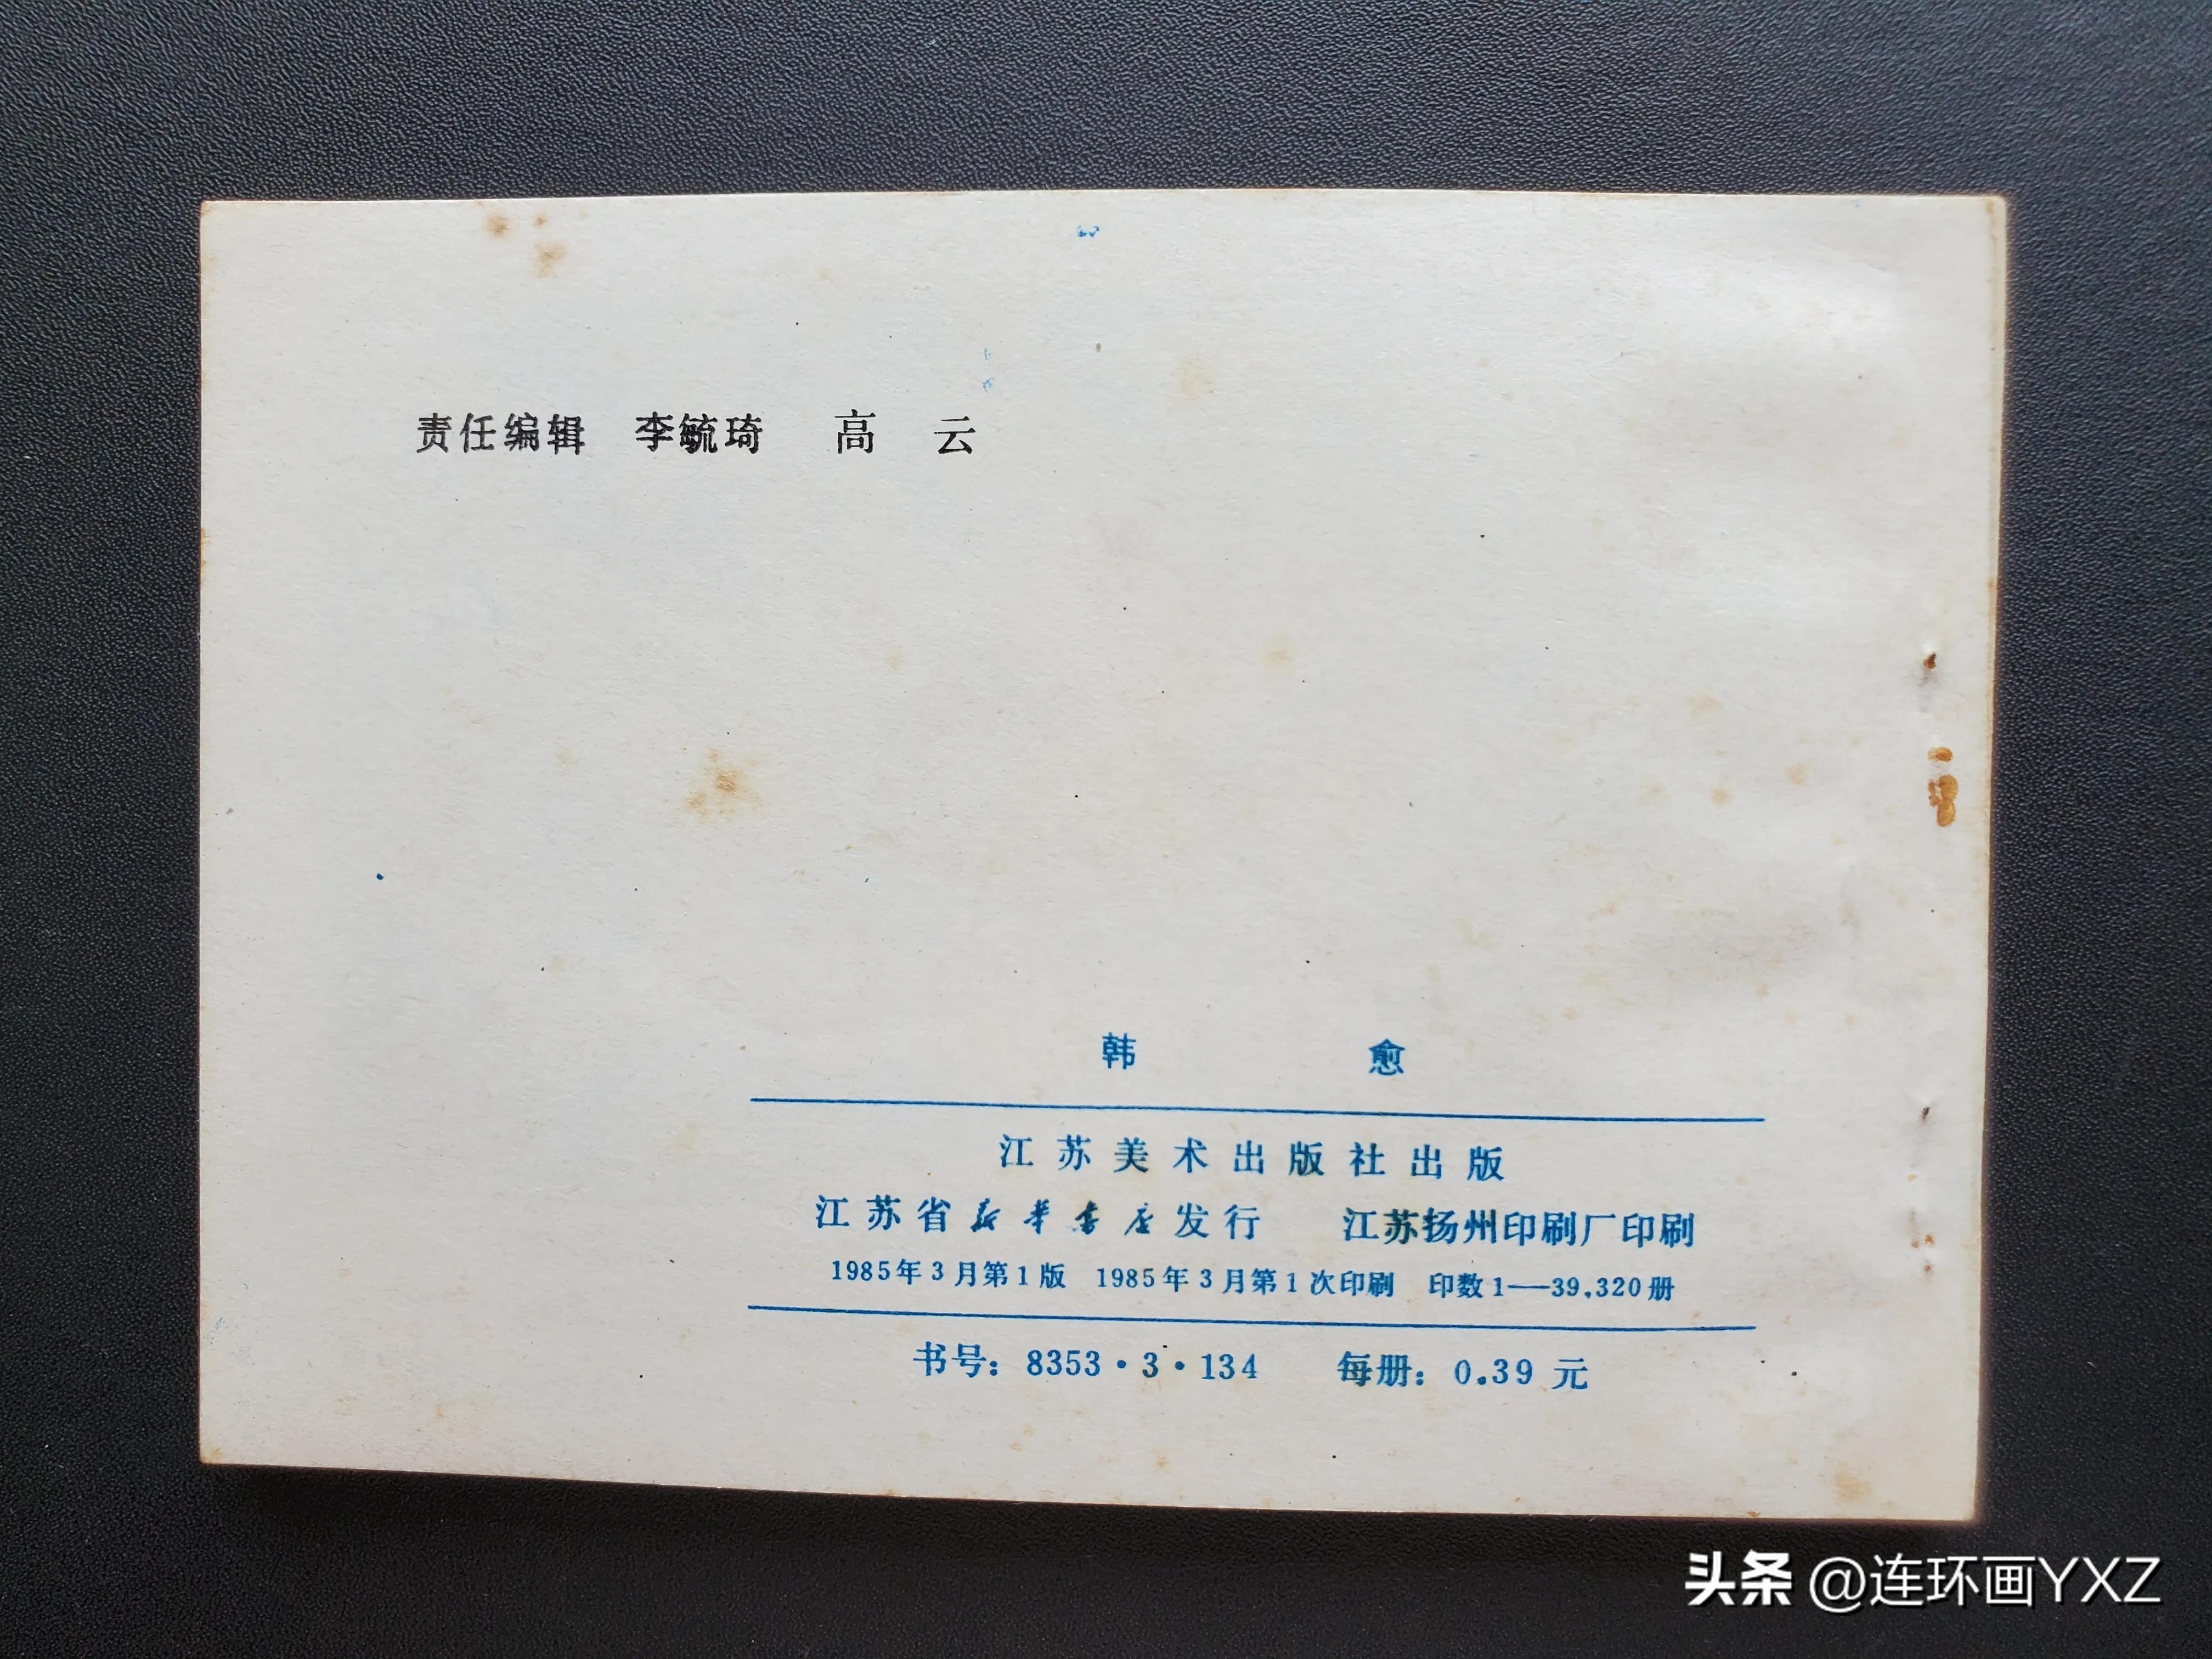 责任编辑 李毓琦 高 云
韩 愈
江苏美术出版社出版
江苏省新华书店发行 江苏扬州印刷厂印刷
1985年3月第1版 1985年3月第1次印刷 印数1—39,320册
书号：8353·3·134 每册：0.39元
头条 @连环画YXZ